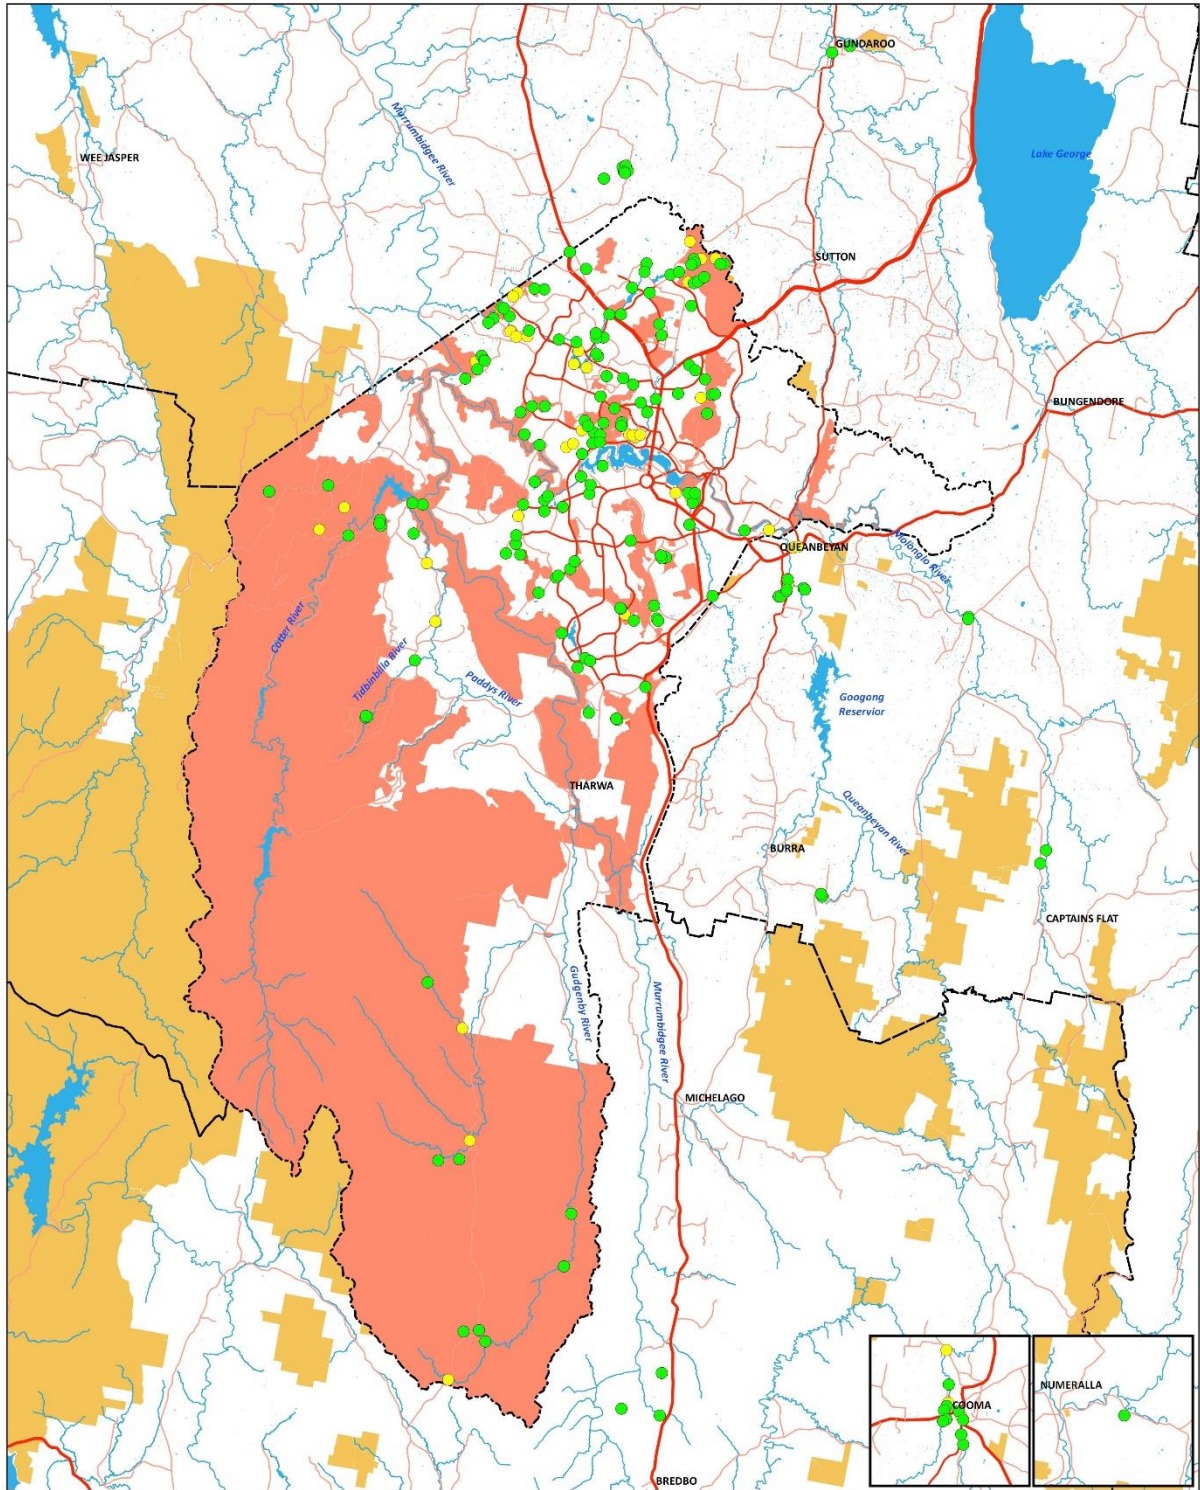 GUNDAROO
Murrumbidgee River
WEE JASPER
Lake George
SUTTON
BUNGENDORE
QUEANBEYAN
Molonglo River
Cotter River
Tidbinbilla River
Paddys River
Googong
Reservior
THARWA
Queanbeyan River
BURRA
CAPTAINS FLAT
Gudgenby River
Murrumbidgee River
MICHELAGO
COOMA
NUMERALLA
BREDBO